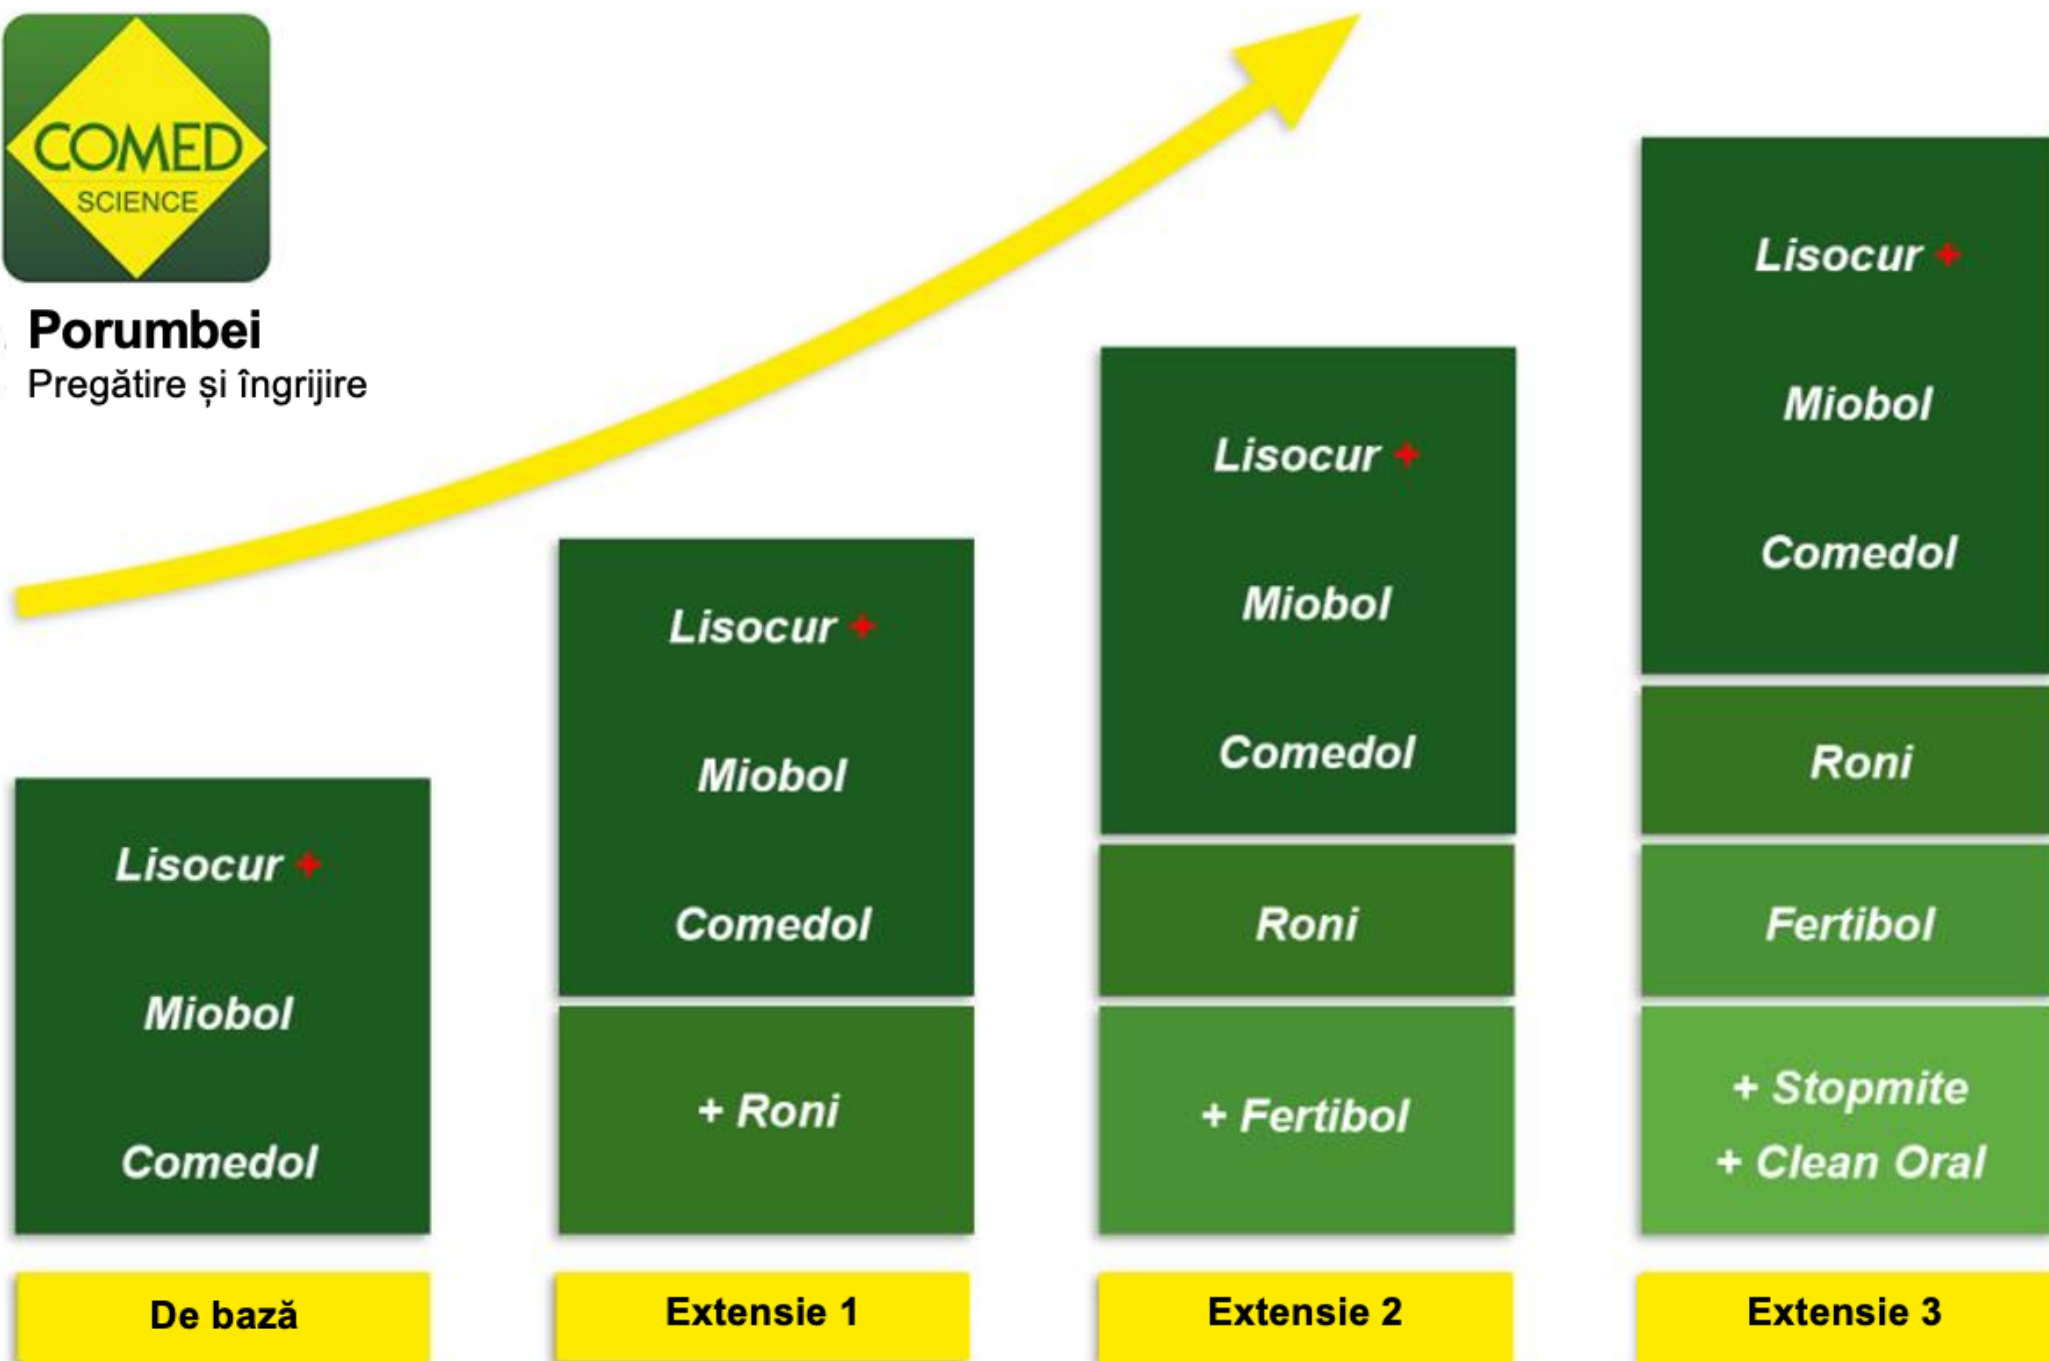 COMED
SCIENCE
Porumbei
Pregătire și îngrijire
Lisocur +
Miobol
Comedol
De bază
Lisocur +
Miobol
Comedol
+ Roni
Extensie 1
Lisocur +
Miobol
Comedol
Roni
+ Fertibol
Extensie 2
Lisocur +
Miobol
Comedol
Roni
Fertibol
+ Stopmite
+ Clean Oral
Extensie 3